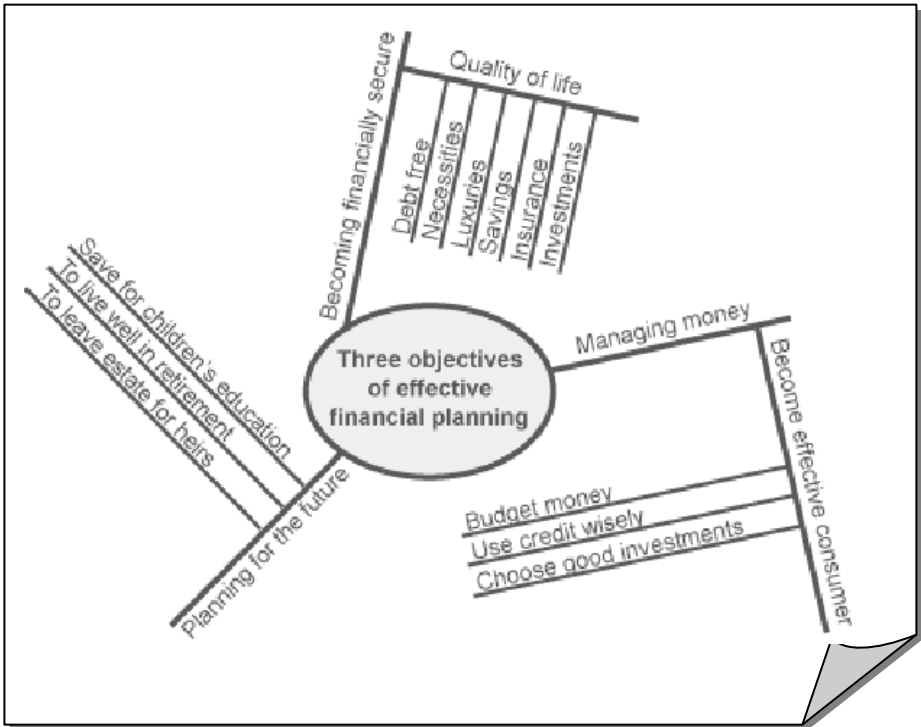 Three objectives
of effective
financial planning
Becoming financially secure
Quality of life
Debt free
Necessities
Luxuries
Savings
Insurance
Investments
Managing money
Become effective consumer
Budget money
Use credit wisely
Choose good investments
Planning for the future
Save for children's education
To live well in retirement
To leave estate for heirs